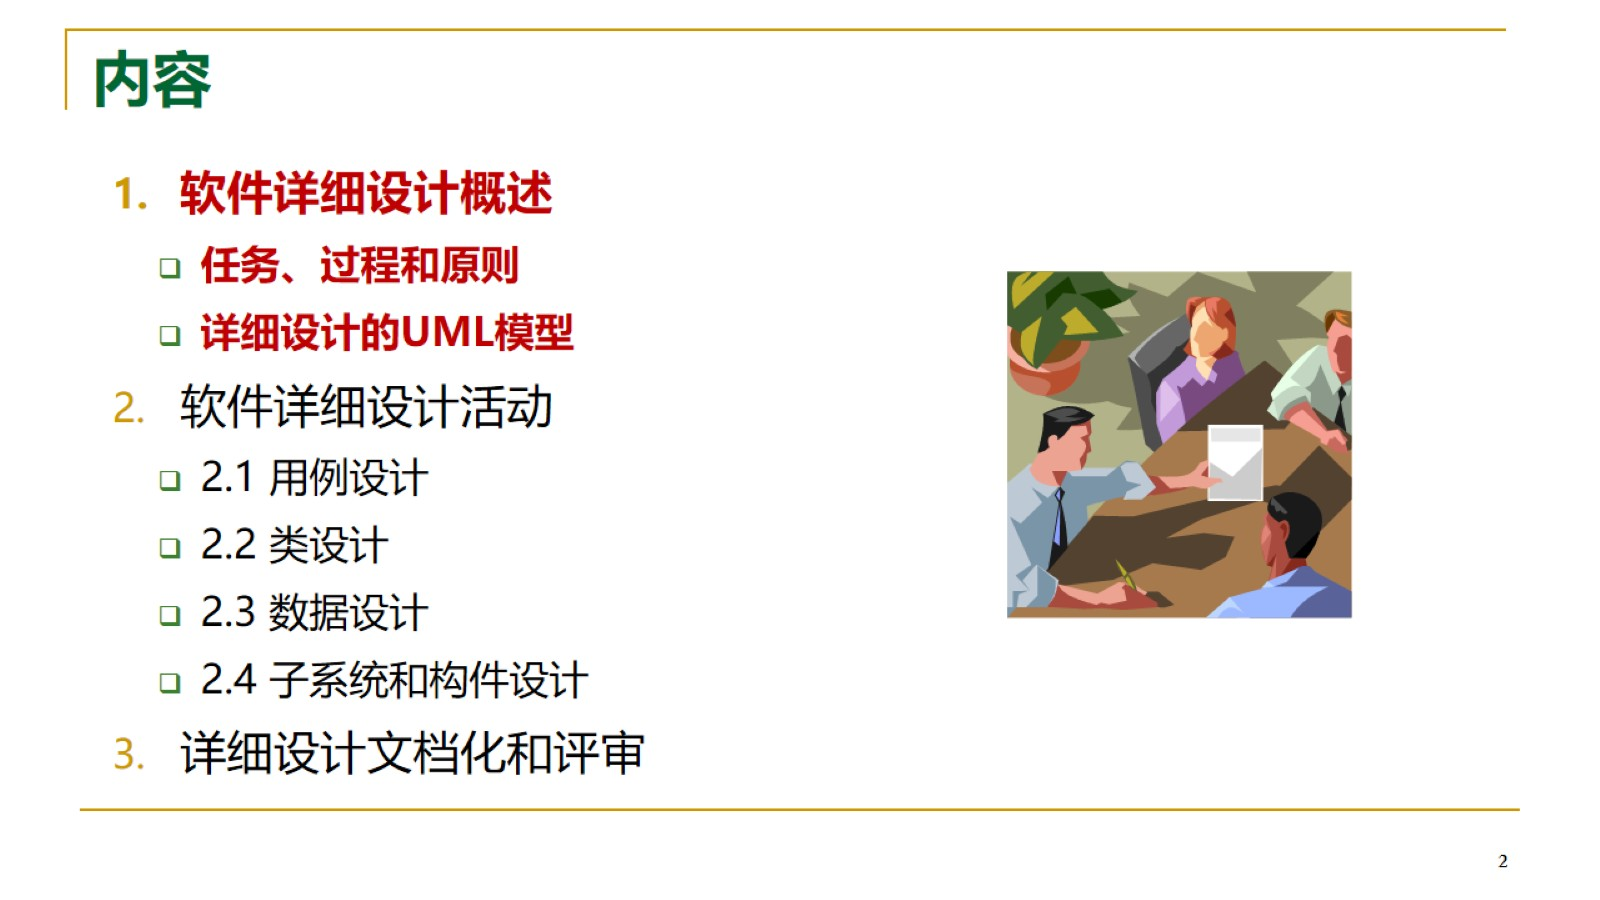 内容
1. 软件详细设计概述
❑ 任务、过程和原则
❑ 详细设计的UML模型
2. 软件详细设计活动
❑ 2.1 用例设计
❑ 2.2 类设计
❑ 2.3 数据设计
❑ 2.4 子系统和构件设计
3. 详细设计文档化和评审
2